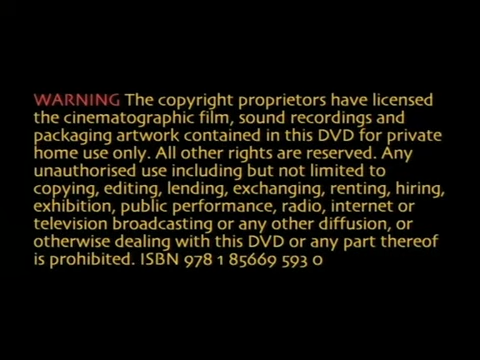 WARNING The copyright proprietors have licensed
the cinematographic film, sound recordings and
packaging artwork contained in this DVD for private
home use only. All other rights are reserved. Any
unauthorised use including but not limited to
copying, editing, lending, exchanging, renting, hiring,
exhibition, public performance, radio, internet or
television broadcasting or any other diffusion, or
otherwise dealing with this DVD or any part thereof
is prohibited. ISBN 978 1 85669 593 0